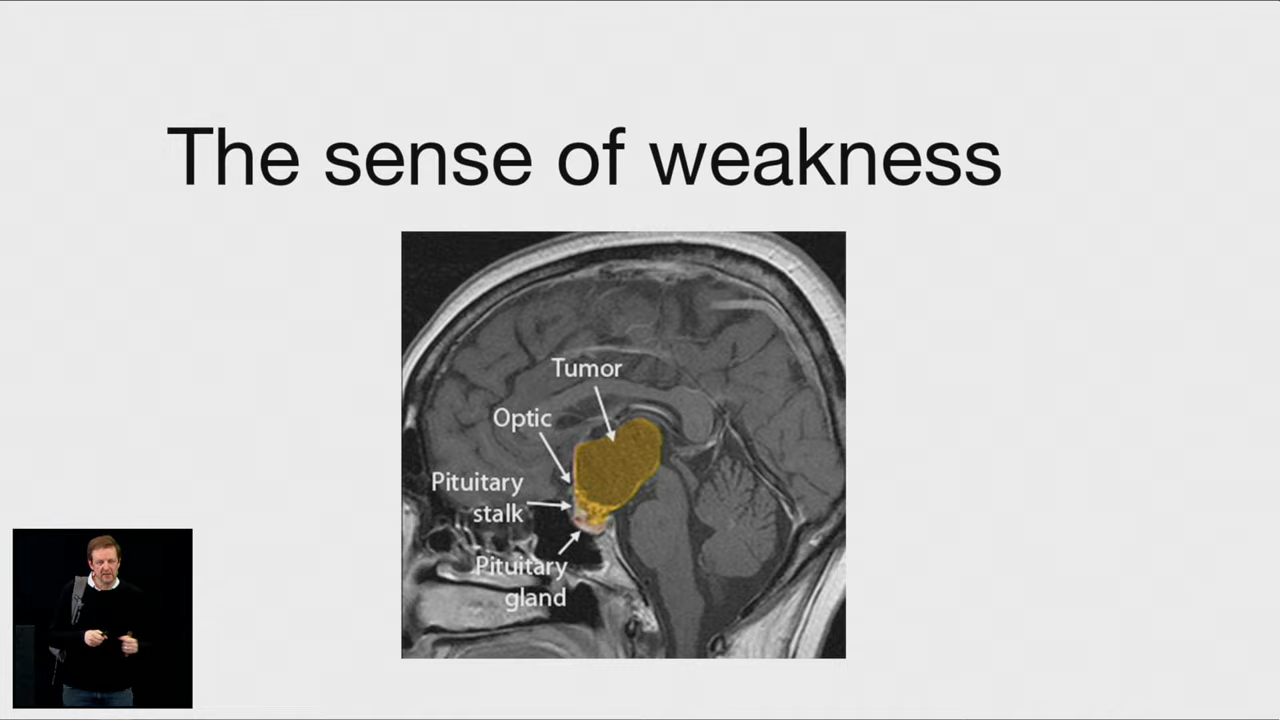 The sense of weakness
Tumor
Optic
Pituitary
stalk
Pituitary
gland